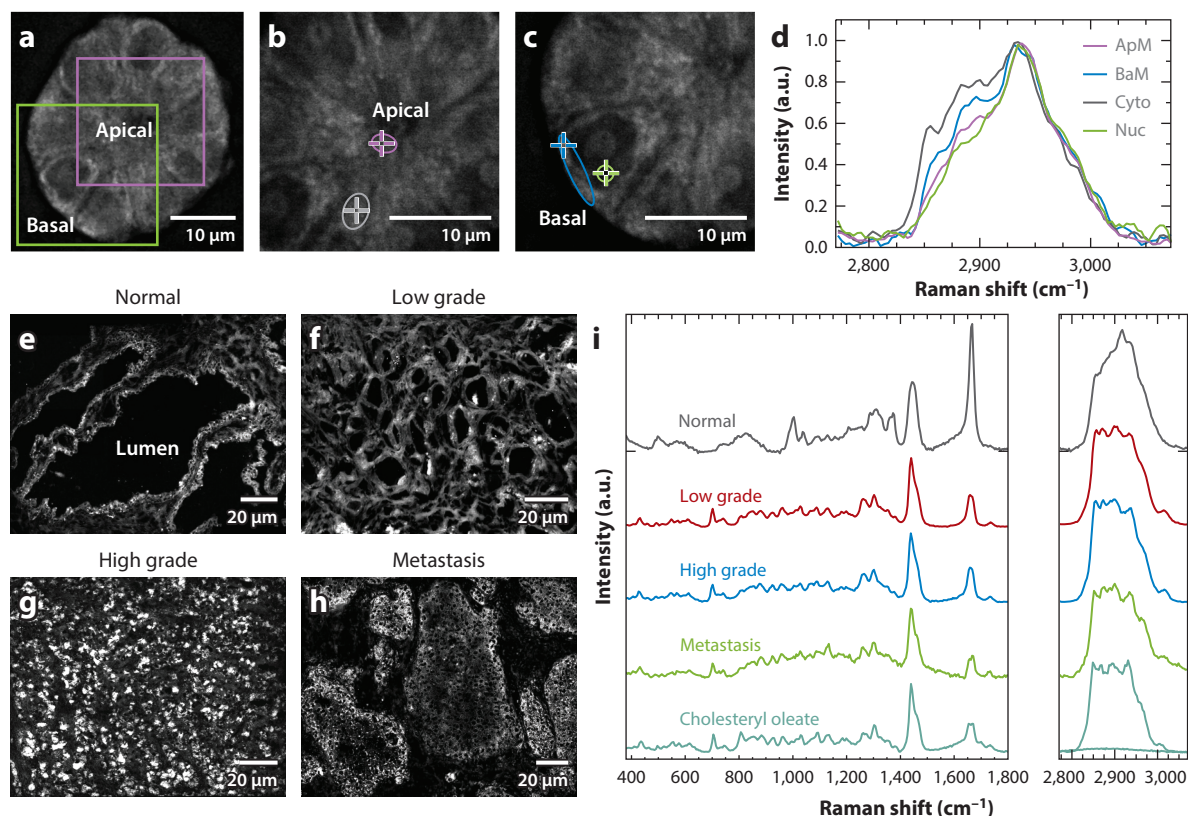 a
Apical
Basal
10 µm
b
Apical
10 µm
c
Basal
10 µm
d
Intensity (a.u.)
1.0
0.8
0.6
0.4
0.2
0.0
ApM
BaM
Cyto
Nuc
2,800
2,900
3,000
Raman shift (cm⁻¹)
Normal
e
Lumen
20 µm
Low grade
f
20 µm
High grade
g
20 µm
Metastasis
h
20 µm
i
Intensity (a.u.)
Normal
Low grade
High grade
Metastasis
Cholesteryl oleate
400 600 800 1,000 1,200 1,400 1,600 1,800
2,800 2,900 3,000
Raman shift (cm⁻¹)